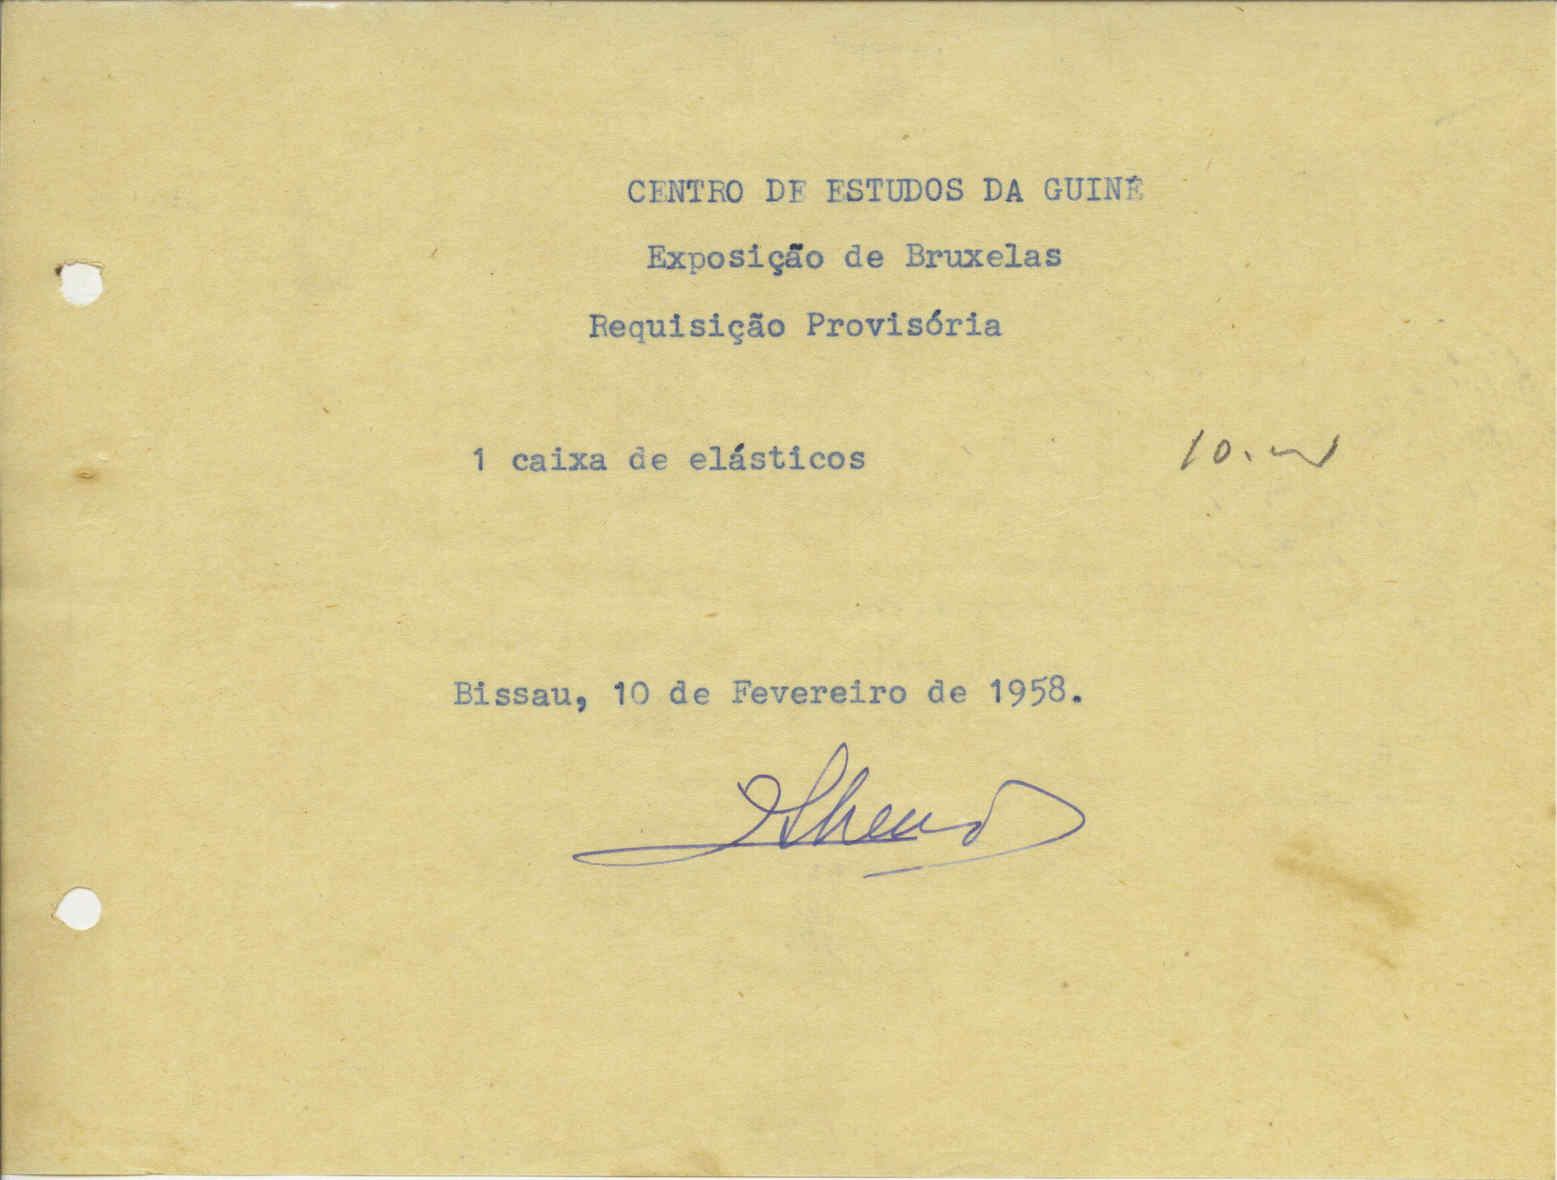 CENTRO DE ESTUDOS DA GUINÉ
Exposição de Bruxelas
Requisição Provisória
1 caixa de elásticos 10.
Bissau, 10 de Fevereiro de 1958.